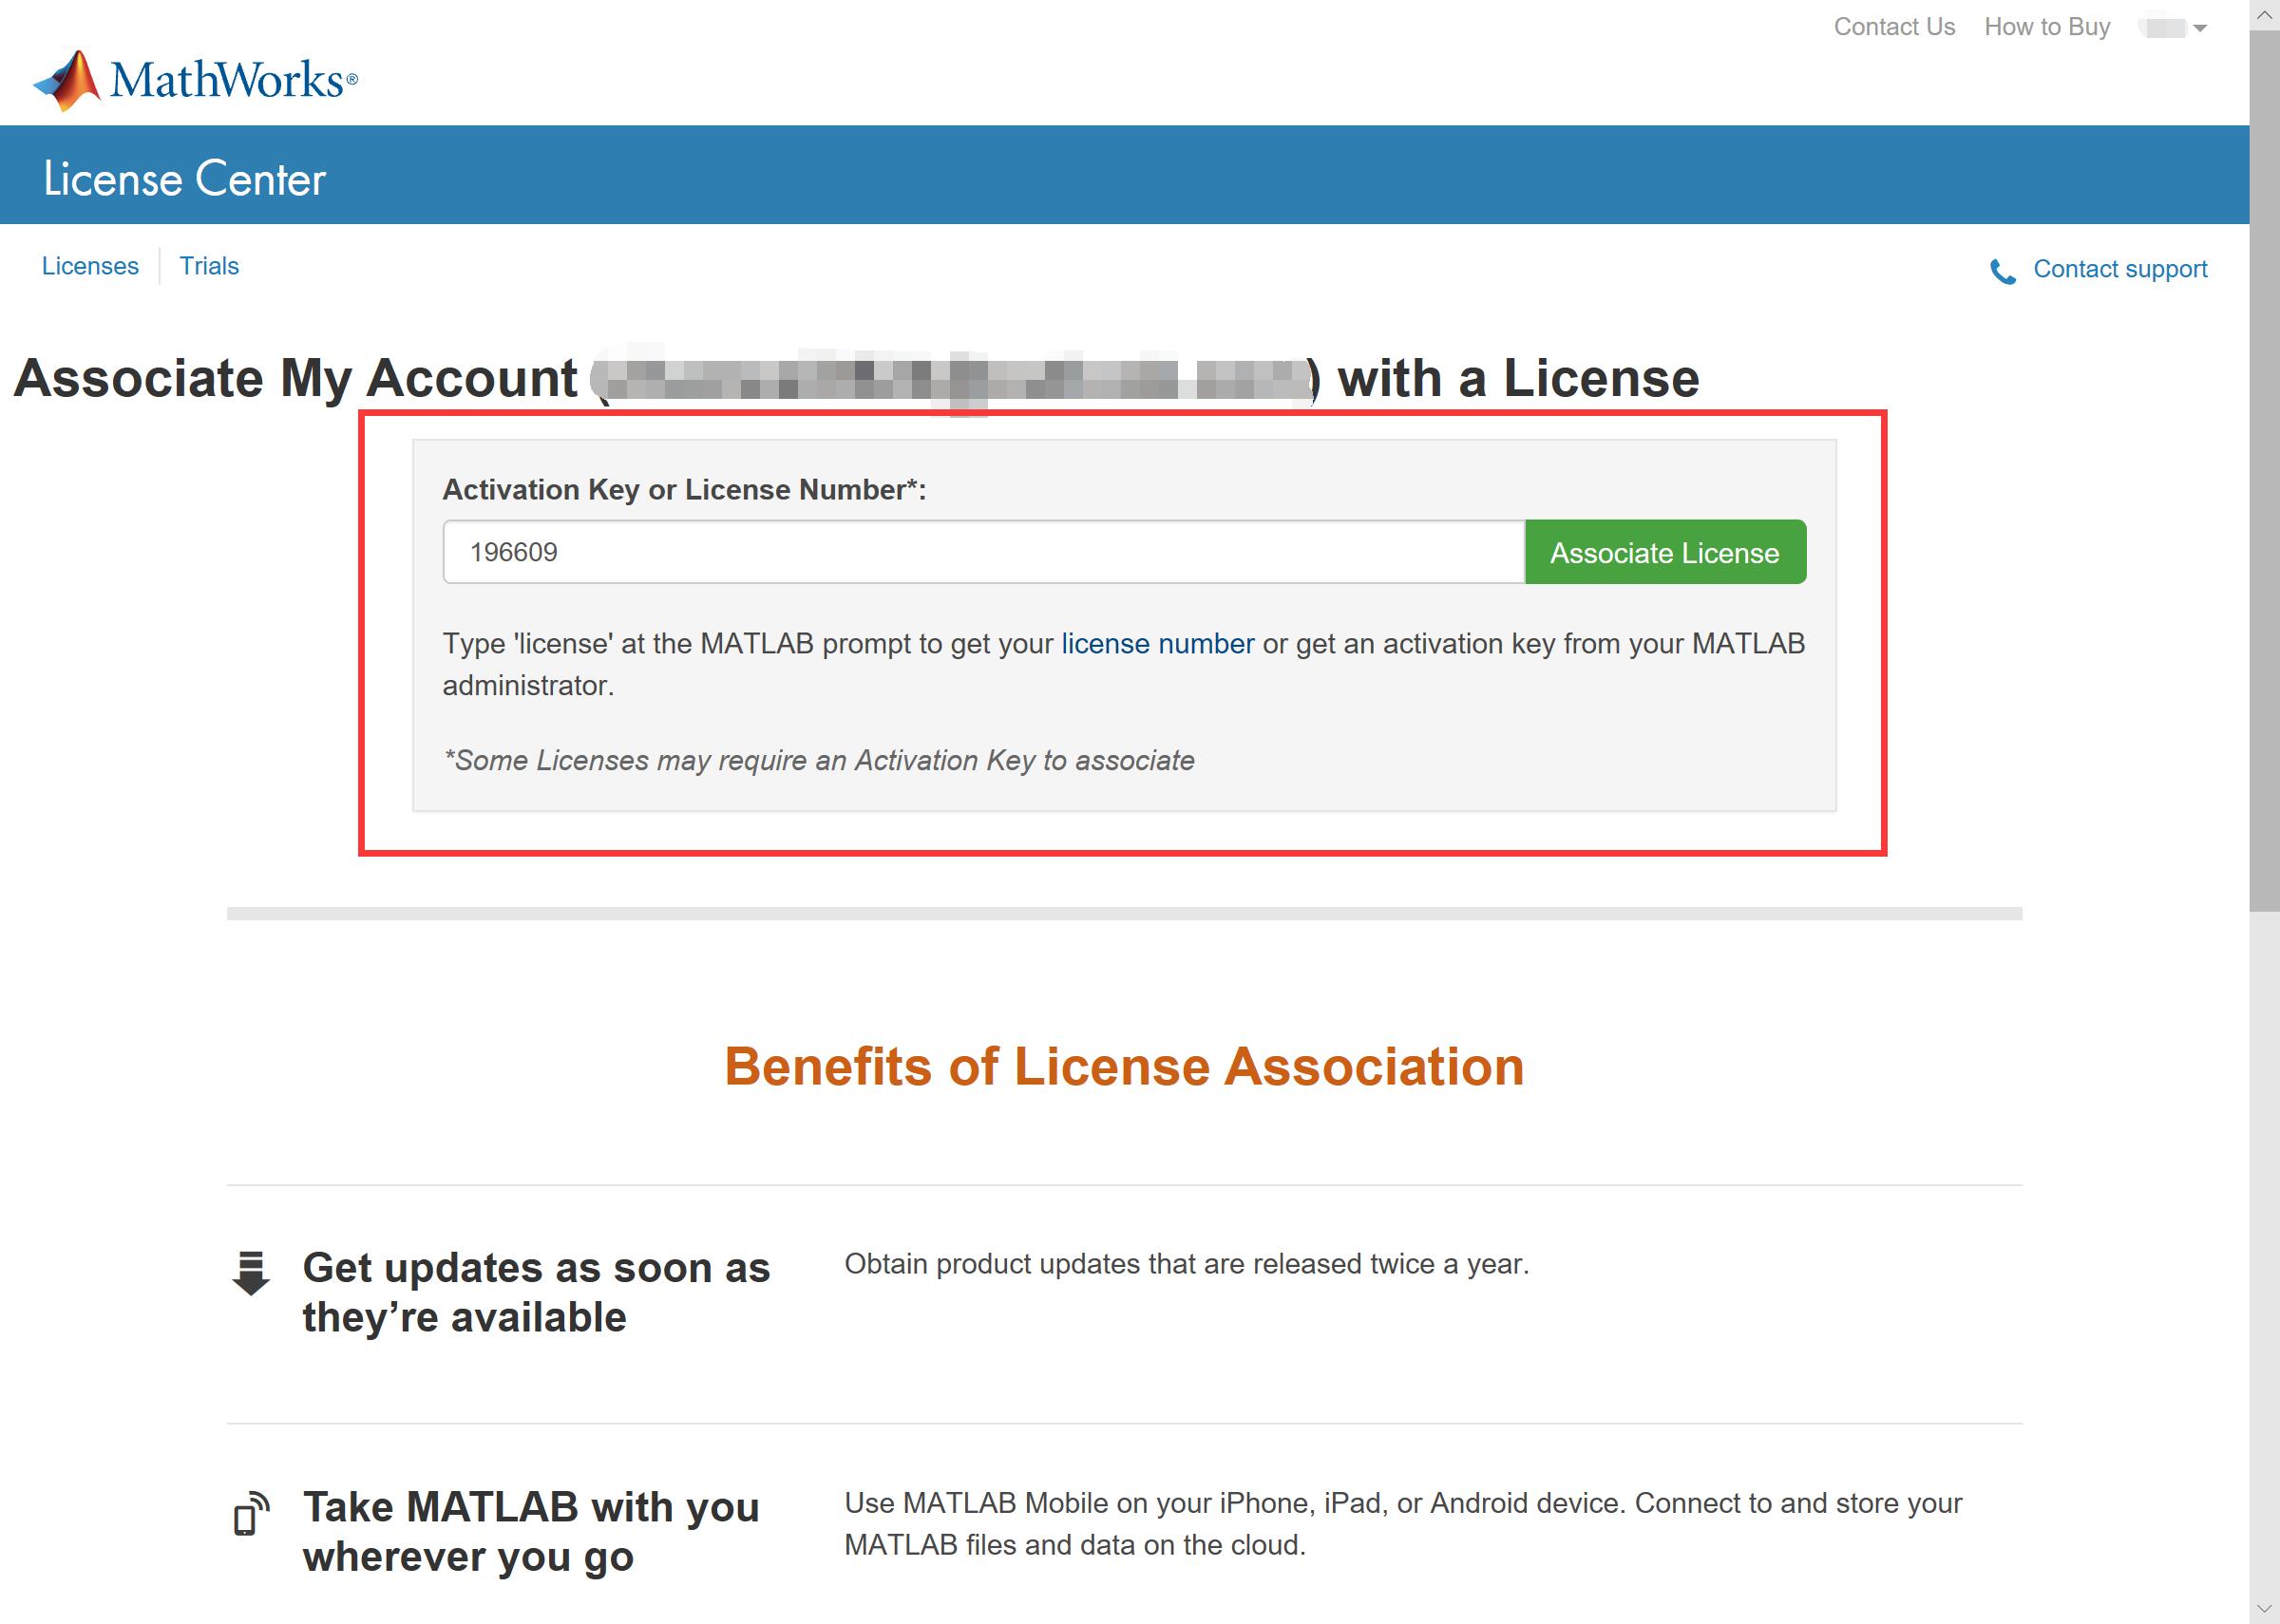 Contact Us How to Buy
MathWorks®
License Center
Licenses Trials
Contact support
Associate My Account ( ) with a License
Activation Key or License Number*:
196609
Associate License
Type 'license' at the MATLAB prompt to get your license number or get an activation key from your MATLAB
administrator.
*Some Licenses may require an Activation Key to associate
Benefits of License Association
Get updates as soon as
they’re available
Obtain product updates that are released twice a year.
Take MATLAB with you
wherever you go
Use MATLAB Mobile on your iPhone, iPad, or Android device. Connect to and store your
MATLAB files and data on the cloud.